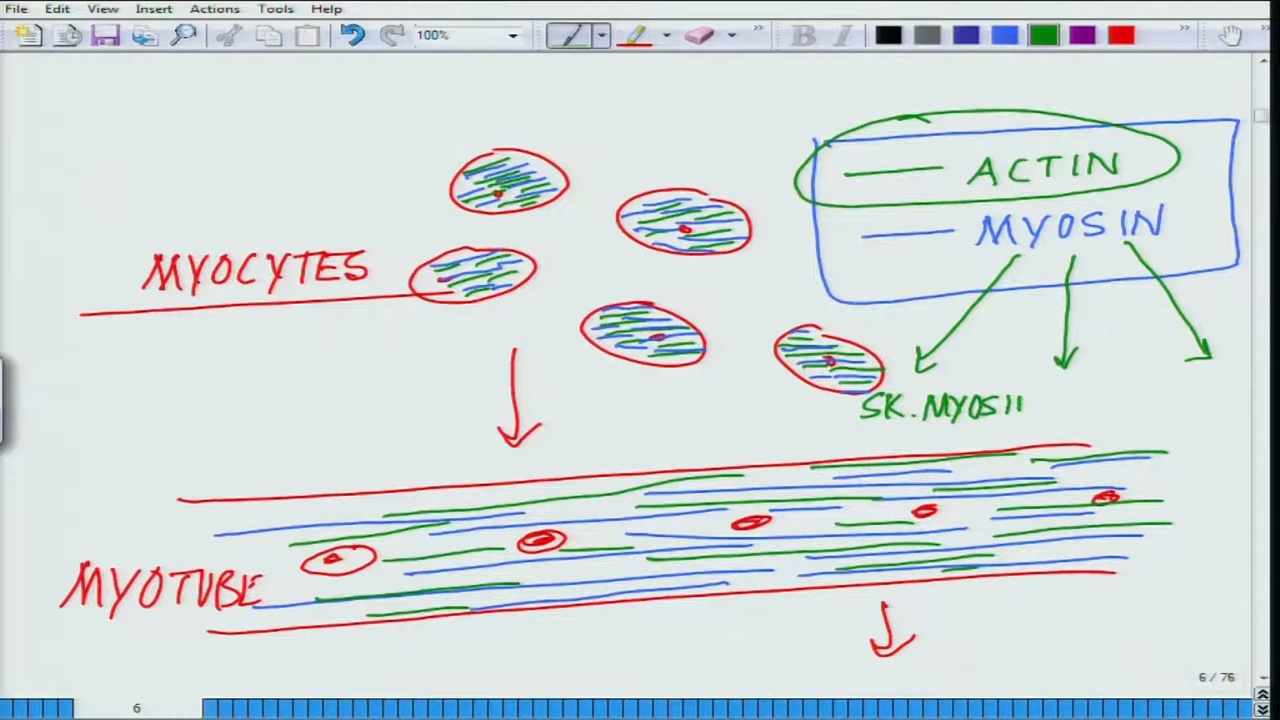 File Edit View Insert Actions Tools Help
100%
B I
ACTIN
MYOSIN
MYOCYTES
SK.MYOSII
MYOTUBE
6 / 76
6